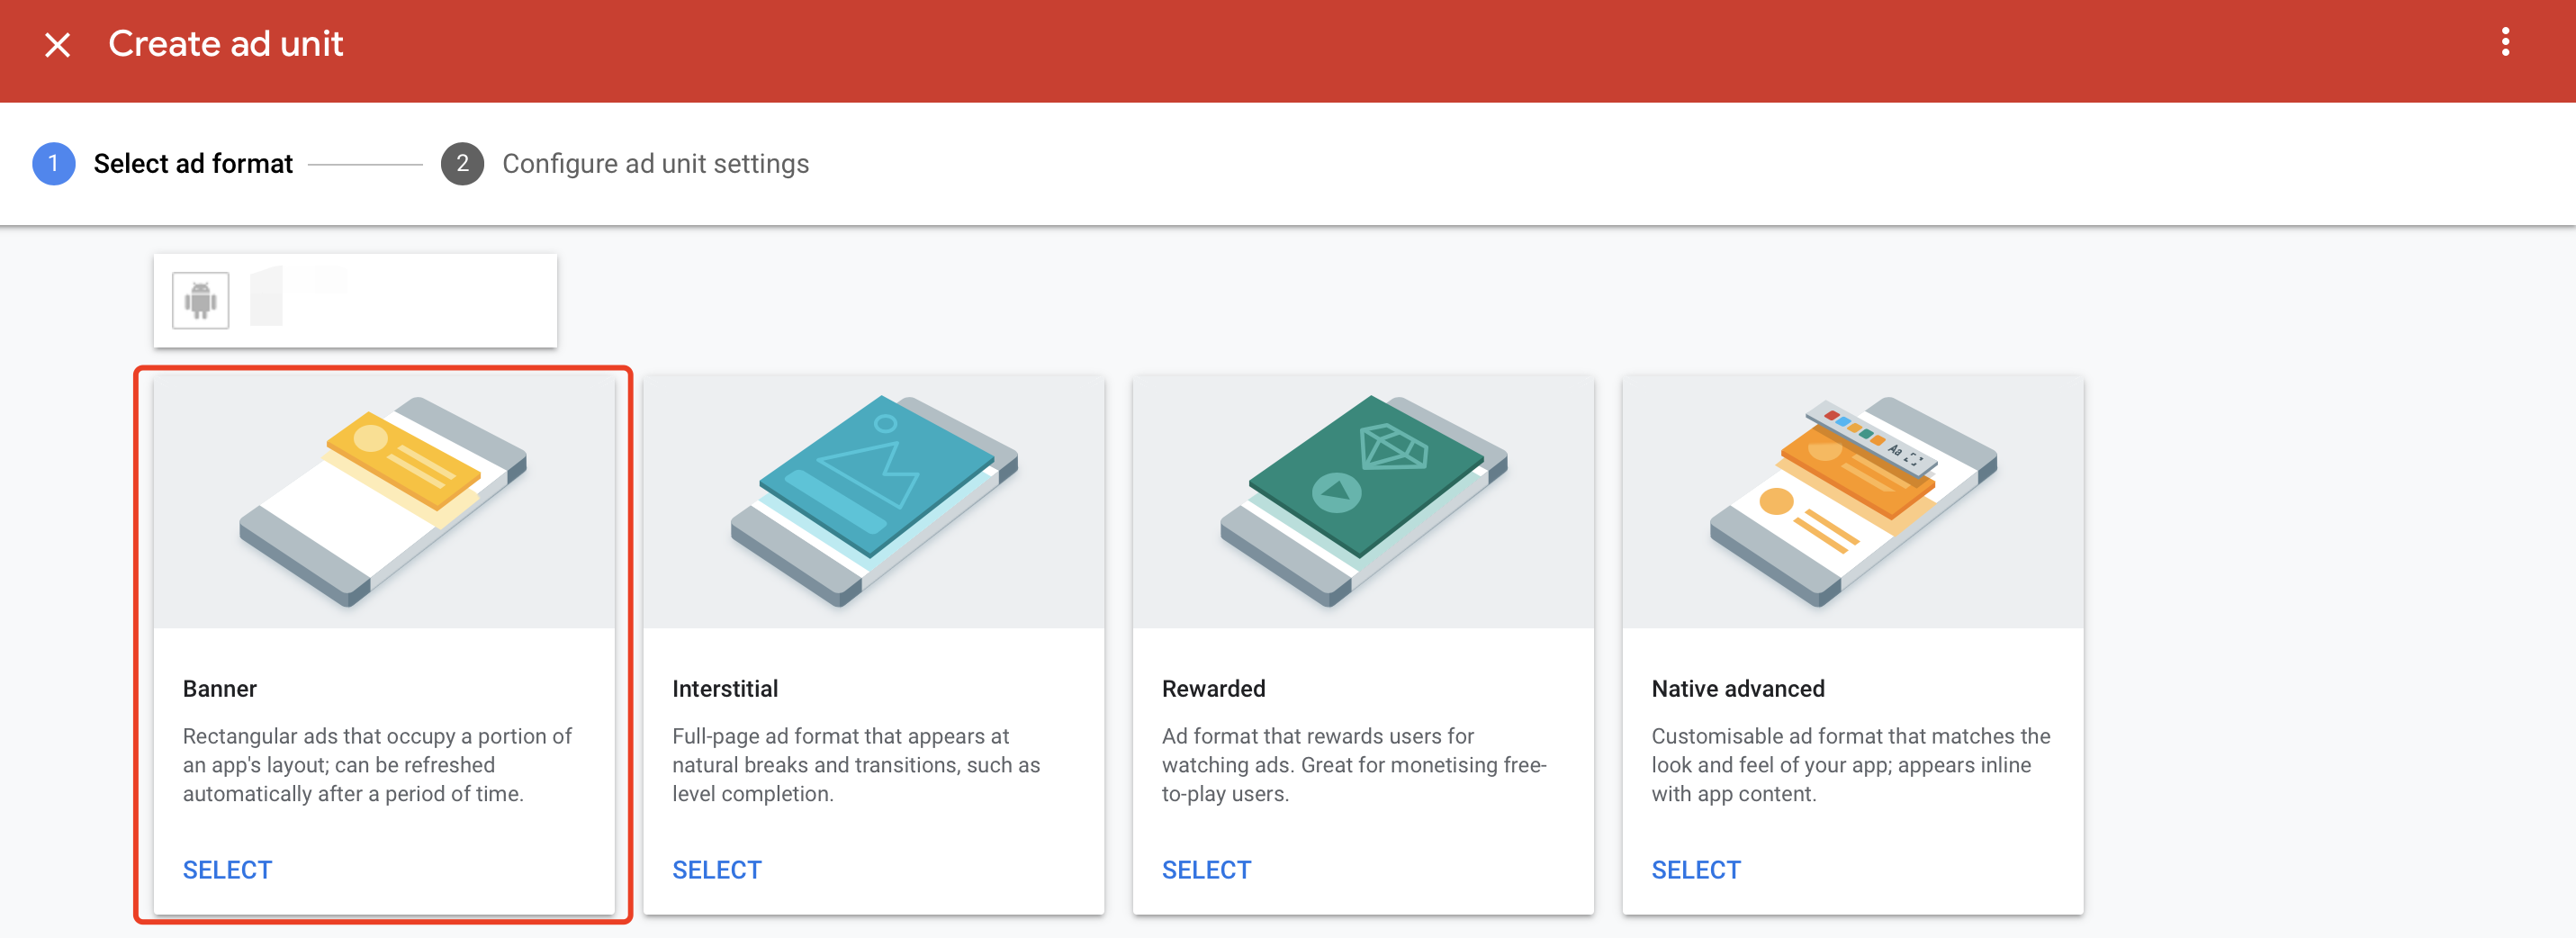 Create ad unit
1 Select ad format 2 Configure ad unit settings
Aa
Banner
Rectangular ads that occupy a portion of
an app's layout; can be refreshed
automatically after a period of time.
SELECT
Interstitial
Full-page ad format that appears at
natural breaks and transitions, such as
level completion.
SELECT
Rewarded
Ad format that rewards users for
watching ads. Great for monetising free-
to-play users.
SELECT
Native advanced
Customisable ad format that matches the
look and feel of your app; appears inline
with app content.
SELECT